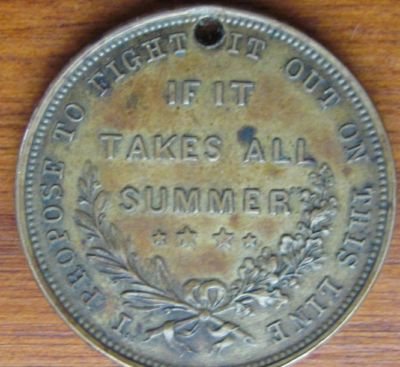 "I PROPOSE TO FIGHT IT OUT ON THIS LINE
IF IT
TAKES ALL
SUMMER"